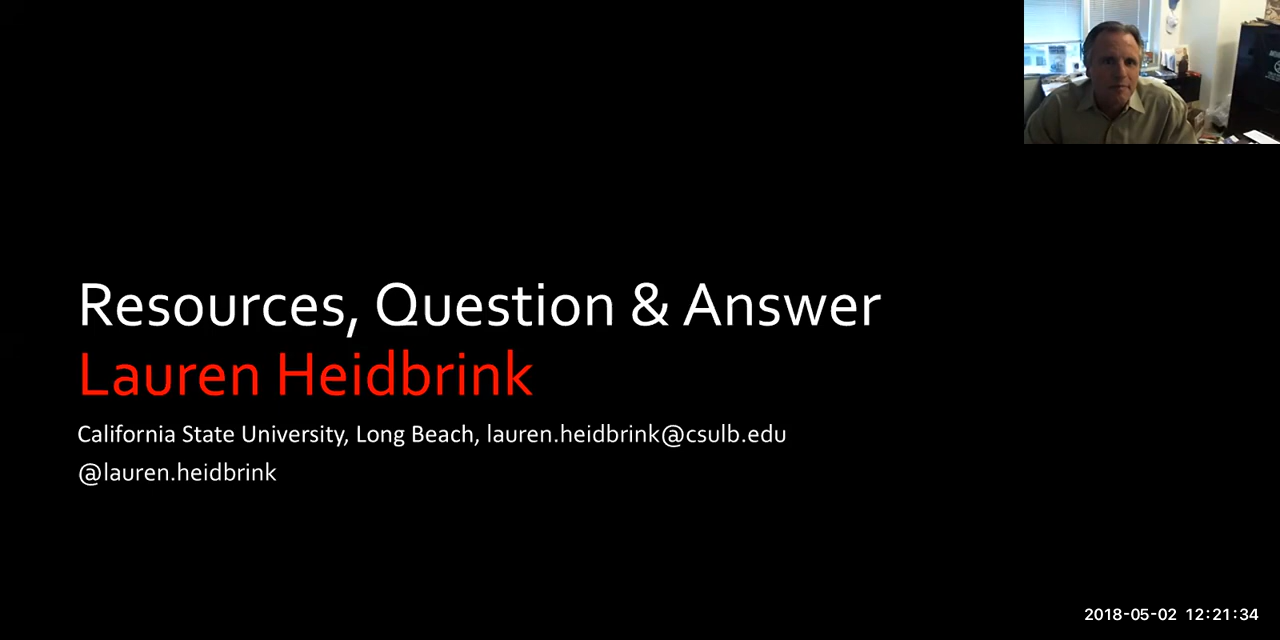 Resources, Question & Answer
Lauren Heidbrink
California State University, Long Beach, lauren.heidbrink@csulb.edu
@lauren.heidbrink
2018-05-02 12:21:34